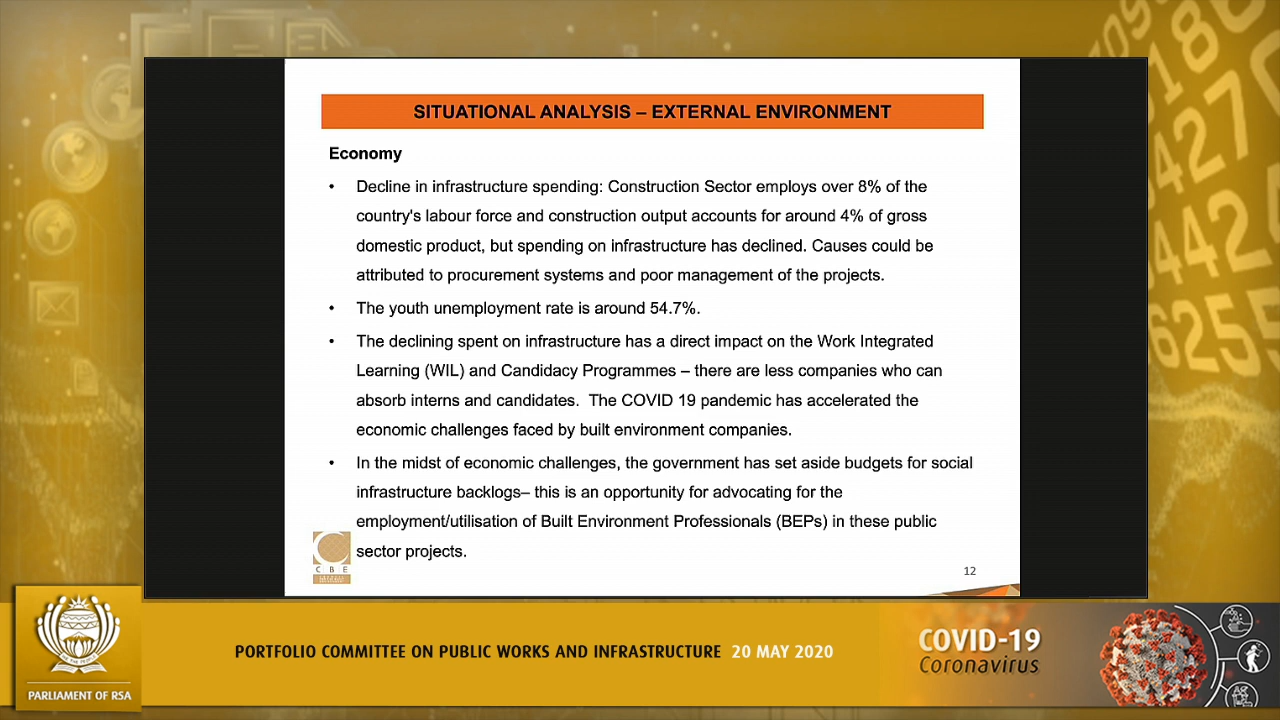 SITUATIONAL ANALYSIS – EXTERNAL ENVIRONMENT
Economy
• Decline in infrastructure spending: Construction Sector employs over 8% of the
country's labour force and construction output accounts for around 4% of gross
domestic product, but spending on infrastructure has declined. Causes could be
attributed to procurement systems and poor management of the projects.
• The youth unemployment rate is around 54.7%.
• The declining spent on infrastructure has a direct impact on the Work Integrated
Learning (WIL) and Candidacy Programmes – there are less companies who can
absorb interns and candidates.  The COVID 19 pandemic has accelerated the
economic challenges faced by built environment companies.
• In the midst of economic challenges, the government has set aside budgets for social
infrastructure backlogs– this is an opportunity for advocating for the
employment/utilisation of Built Environment Professionals (BEPs) in these public
sector projects.
C B E
12
PARLIAMENT OF RSA
PORTFOLIO COMMITTEE ON PUBLIC WORKS AND INFRASTRUCTURE 20 MAY 2020
COVID-19
Coronavirus